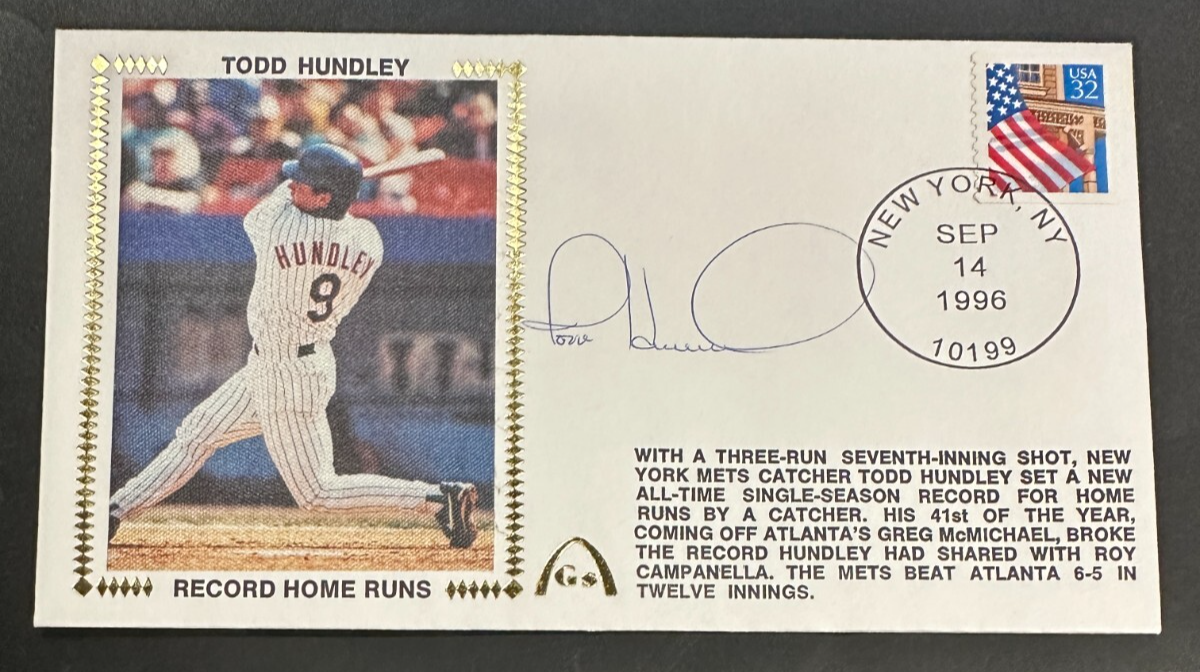 TODD HUNDLEY
HUNDLEY
9
RECORD HOME RUNS
USA
32
NEW YORK, NY
SEP
14
1996
10199
Todd Hundley
Gs
WITH A THREE-RUN SEVENTH-INNING SHOT, NEW
YORK METS CATCHER TODD HUNDLEY SET A NEW
ALL-TIME SINGLE-SEASON RECORD FOR HOME
RUNS BY A CATCHER. HIS 41st OF THE YEAR,
COMING OFF ATLANTA'S GREG McMICHAEL, BROKE
THE RECORD HUNDLEY HAD SHARED WITH ROY
CAMPANELLA. THE METS BEAT ATLANTA 6-5 IN
TWELVE INNINGS.